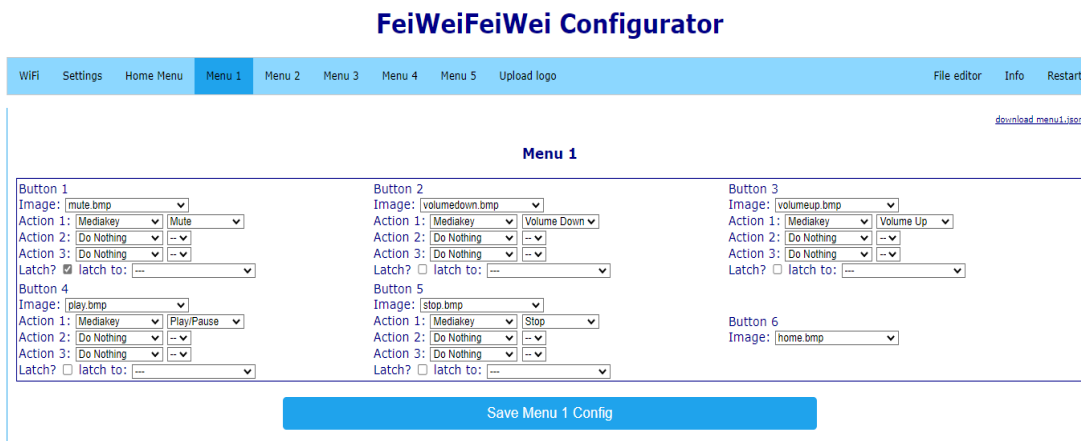 FeiWeiFeiWei Configurator
WiFi Settings Home Menu Menu 1 Menu 2 Menu 3 Menu 4 Menu 5 Upload logo File editor Info Restart
download menu1.json
Menu 1
Button 1
Image: mute.bmp
Action 1: Mediakey Mute
Action 2: Do Nothing --
Action 3: Do Nothing --
Latch? latch to: ---
Button 2
Image: volumedown.bmp
Action 1: Mediakey Volume Down
Action 2: Do Nothing --
Action 3: Do Nothing --
Latch? latch to: ---
Button 3
Image: volumeup.bmp
Action 1: Mediakey Volume Up
Action 2: Do Nothing --
Action 3: Do Nothing --
Latch? latch to: ---
Button 4
Image: play.bmp
Action 1: Mediakey Play/Pause
Action 2: Do Nothing --
Action 3: Do Nothing --
Latch? latch to: ---
Button 5
Image: stop.bmp
Action 1: Mediakey Stop
Action 2: Do Nothing --
Action 3: Do Nothing --
Latch? latch to: ---
Button 6
Image: home.bmp
Save Menu 1 Config